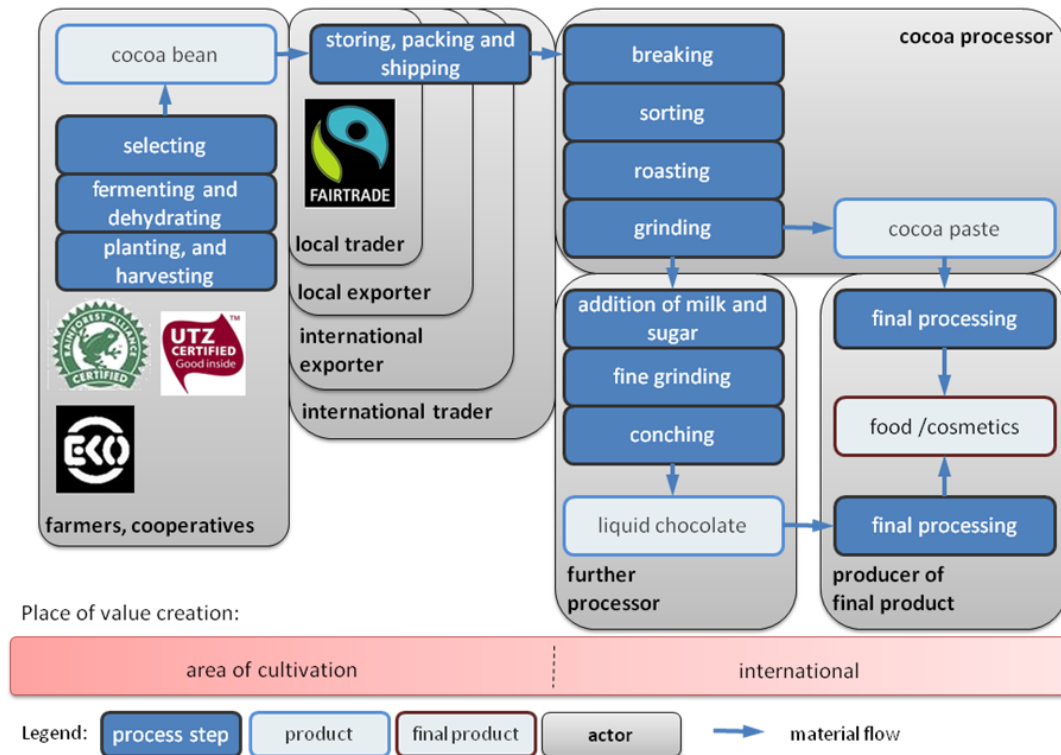 cocoa bean
selecting
fermenting and
dehydrating
planting, and
harvesting
RAINFOREST ALLIANCE
CERTIFIED
UTZ
CERTIFIED
Good inside
TM
EKO
farmers, cooperatives
storing, packing and
shipping
FAIRTRADE
local trader
local exporter
international
exporter
international trader
cocoa processor
breaking
sorting
roasting
grinding
cocoa paste
addition of milk and
sugar
fine grinding
conching
liquid chocolate
further
processor
final processing
food /cosmetics
final processing
producer of
final product
Place of value creation:
area of cultivation
international
Legend:
process step
product
final product
actor
material flow